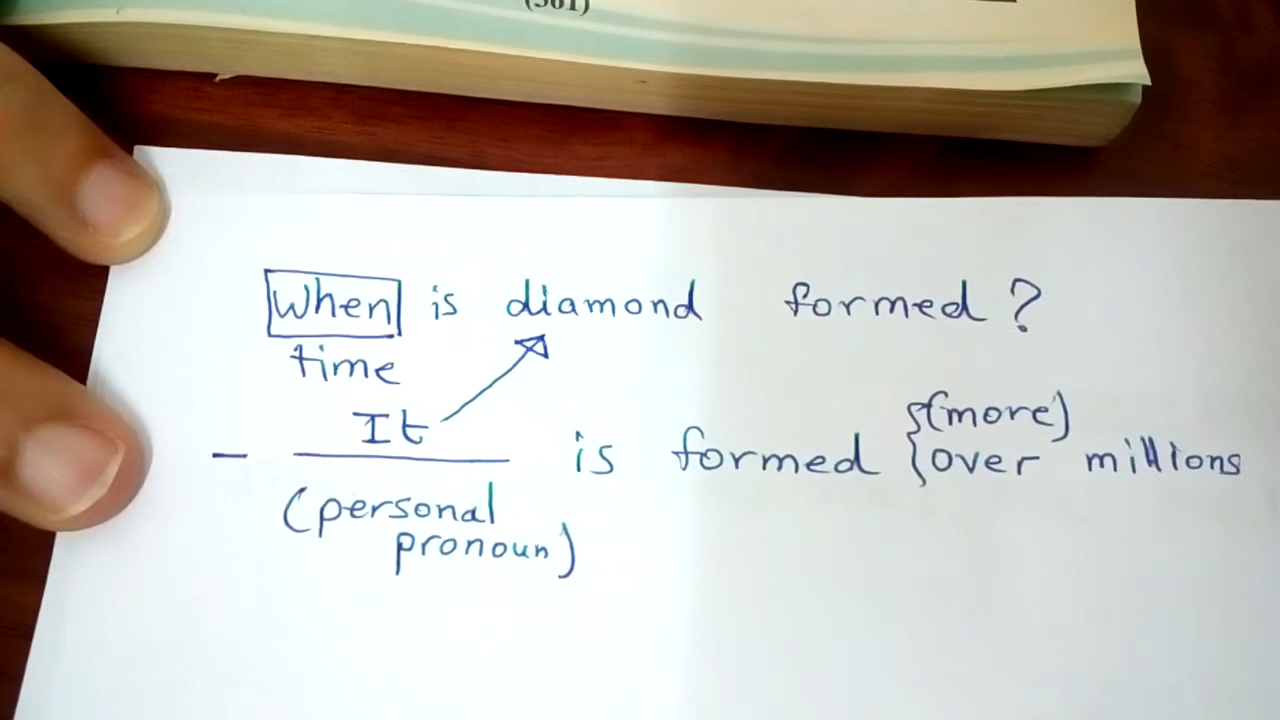 When is diamond formed ?
time
It
(more)
- is formed over millions
(personal
pronoun)